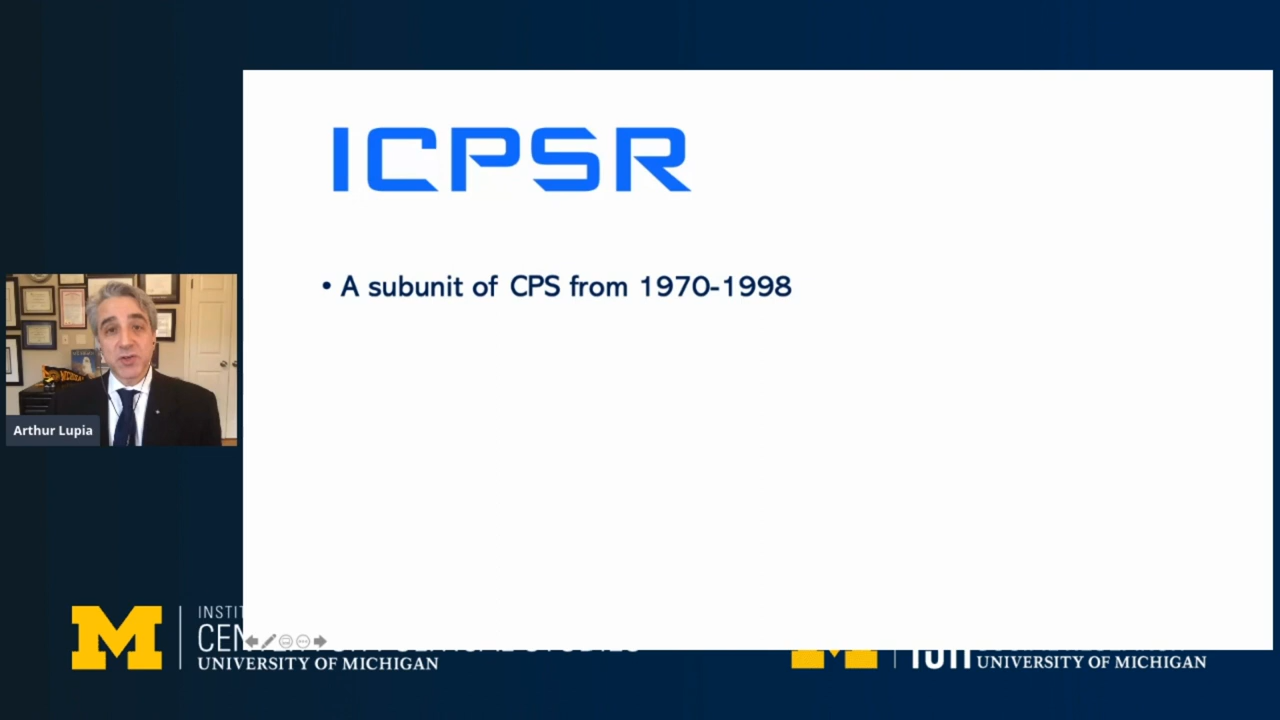 ICPSR
• A subunit of CPS from 1970-1998
Arthur Lupia
M
UNIVERSITY OF MICHIGAN
UNIVERSITY OF MICHIGAN